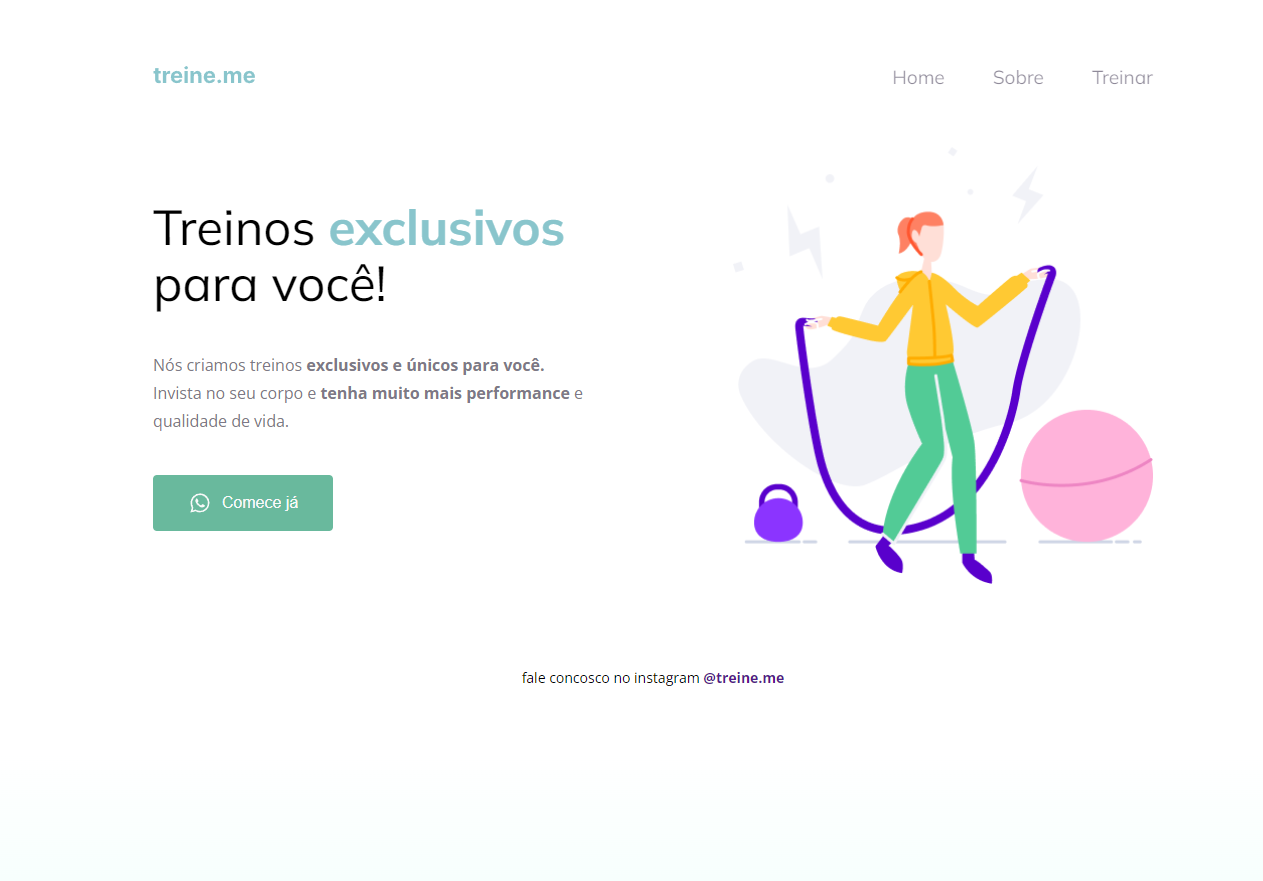 treine.me
Home Sobre Treinar
Treinos exclusivos
para você!
Nós criamos treinos exclusivos e únicos para você.
Invista no seu corpo e tenha muito mais performance e
qualidade de vida.
Comece já
fale concosco no instagram @treine.me